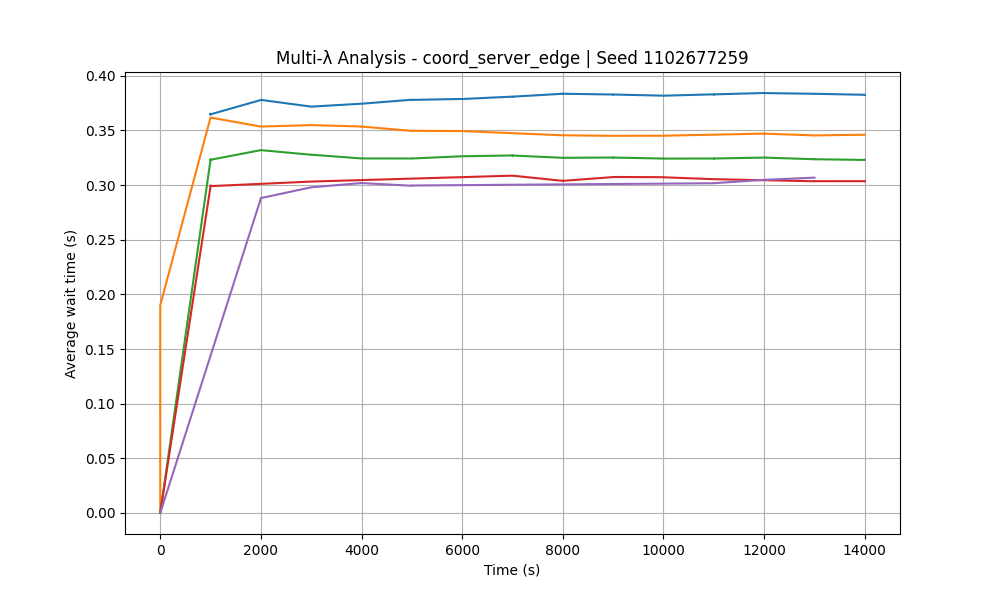 Multi-λ Analysis - coord_server_edge | Seed 1102677259
0.40
0.35
0.30
0.25
0.20
0.15
0.10
0.05
0.00
Average wait time (s)
0 2000 4000 6000 8000 10000 12000 14000
Time (s)